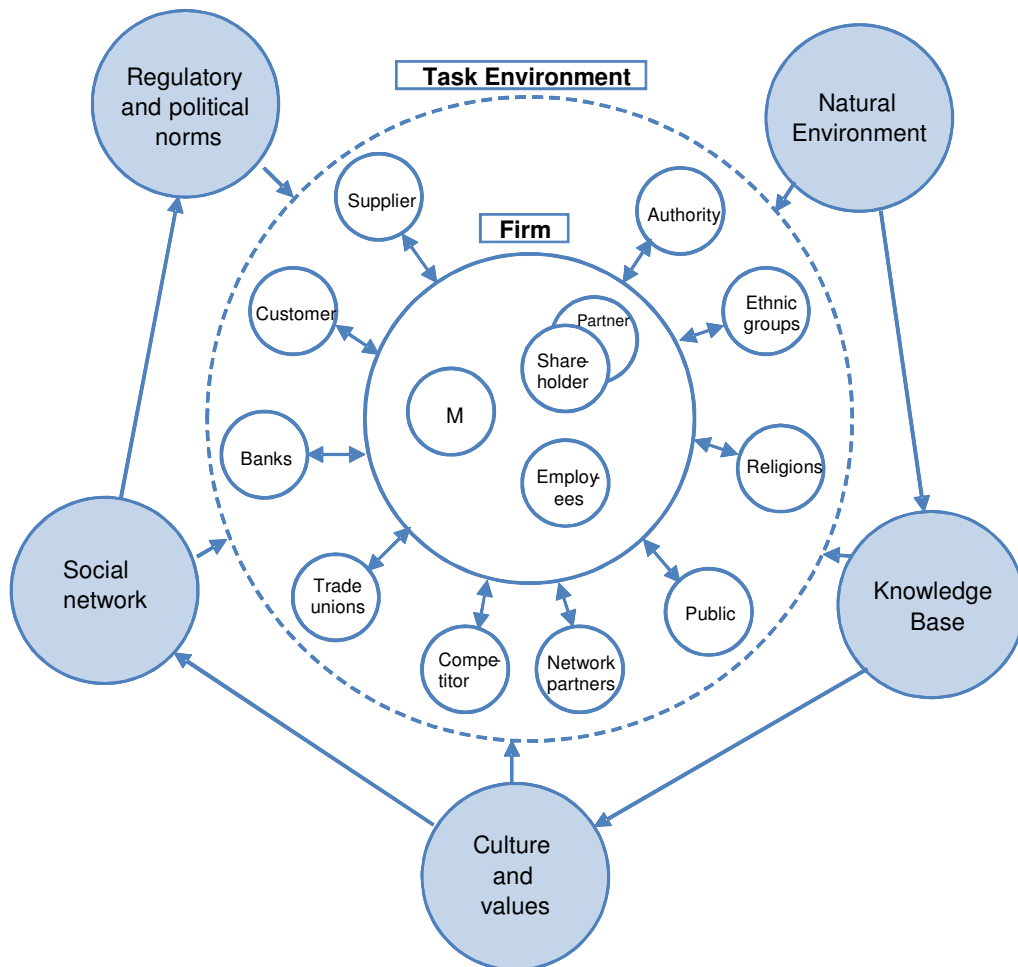 Regulatory
and political
norms
Task Environment
Natural
Environment
Supplier
Authority
Firm
Customer
Partner
Ethnic
groups
Share-
holder
M
Banks
Employ-
ees
Religions
Social
network
Trade
unions
Public
Knowledge
Base
Compe-
titor
Network
partners
Culture
and
values